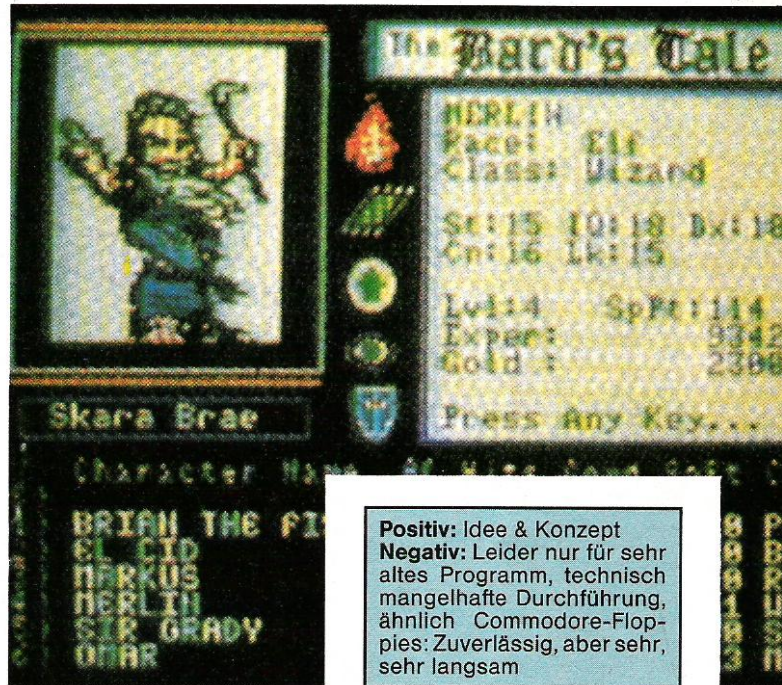 The Bard's Tale
MERLIN
Race: Elf
Class: Wizard
St:15 IQ:18 Dx:18
Cn:16 Lk:15
Lvl:4 SpPt:114
Exper: 9342
Gold : 2300
Skara Brae
Press Any Key...
Character Name
BRIAN THE FI
EL CID
MARKUS
MERLIN
SIR GRADY
OMAR
Positiv: Idee & Konzept
Negativ: Leider nur für sehr
altes Programm, technisch
mangelhafte Durchführung,
ähnlich Commodore-Flop-
pies: Zuverlässig, aber sehr,
sehr langsam